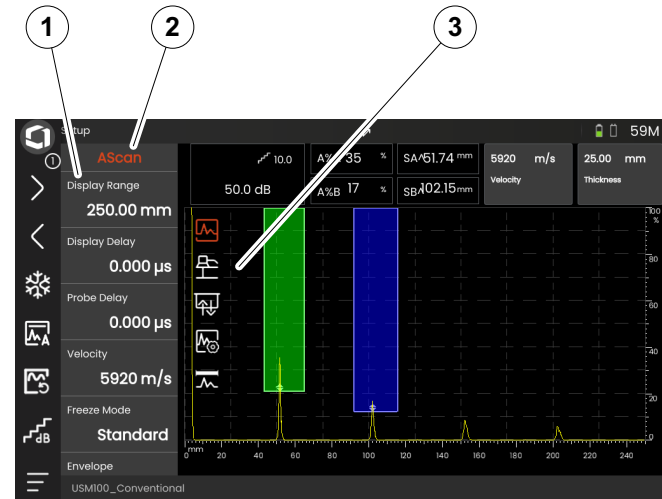 1 2 3
Setup
59M
1
AScan
10.0
50.0 dB
A%B 35 %
A%B 17 %
SA^51.74 mm
SB^102.15 mm
5920 m/s
Velocity
25.00 mm
Thickness
Display Range
250.00 mm
Display Delay
0.000 µs
Probe Delay
0.000 µs
Velocity
5920 m/s
Freeze Mode
Standard
Envelope
A
dB
100
%
80
60
40
20
0
mm
0 20 40 60 80 100 120 140 160 180 200 220 240
USM100_Conventional